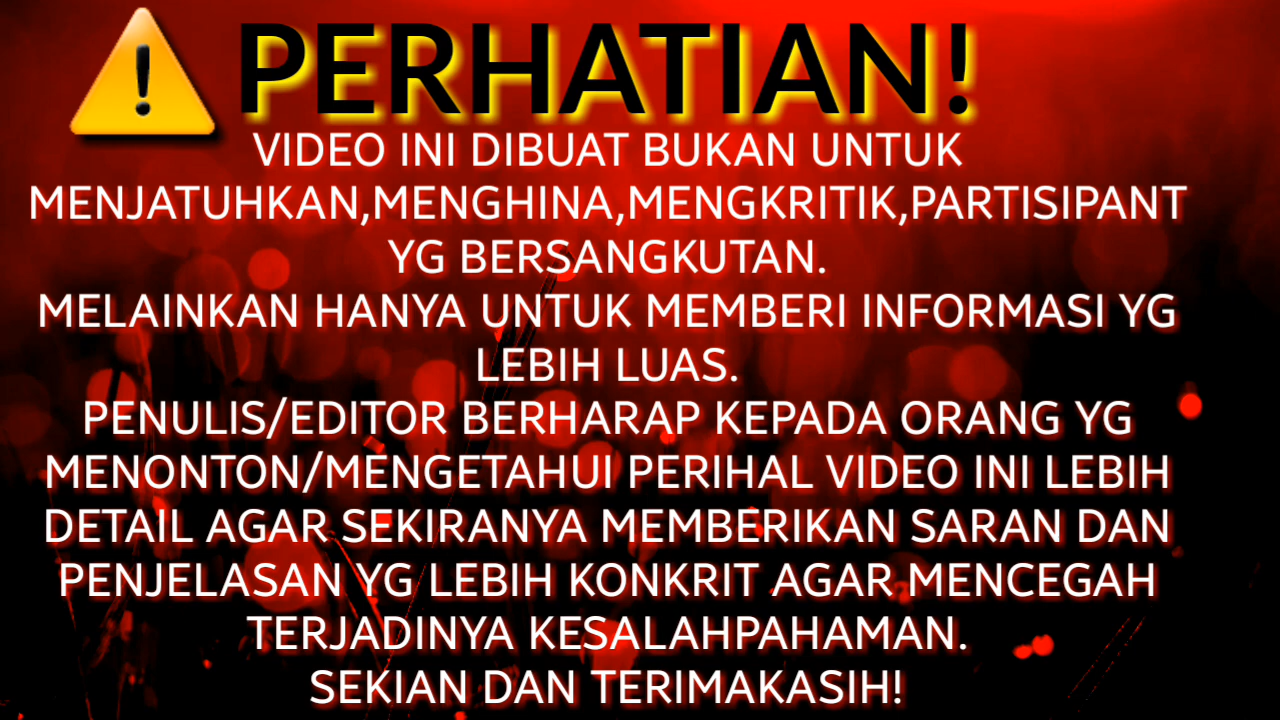 PERHATIAN!
VIDEO INI DIBUAT BUKAN UNTUK
MENJATUHKAN,MENGHINA,MENGKRITIK,PARTISIPANT
YG BERSANGKUTAN.
MELAINKAN HANYA UNTUK MEMBERI INFORMASI YG
LEBIH LUAS.
PENULIS/EDITOR BERHARAP KEPADA ORANG YG
MENONTON/MENGETAHUI PERIHAL VIDEO INI LEBIH
DETAIL AGAR SEKIRANYA MEMBERIKAN SARAN DAN
PENJELASAN YG LEBIH KONKRIT AGAR MENCEGAH
TERJADINYA KESALAHPAHAMAN.
SEKIAN DAN TERIMAKASIH!